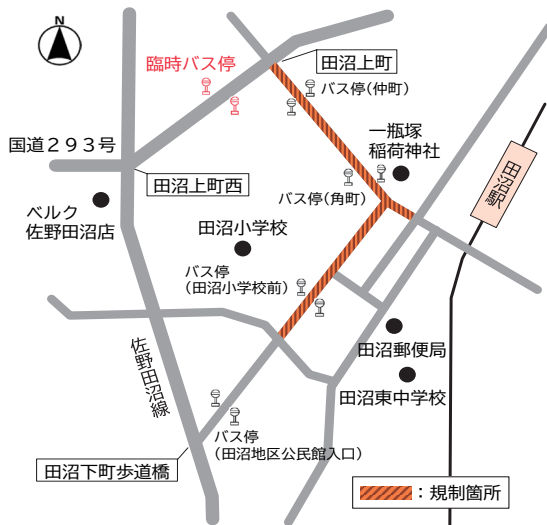 N
臨時バス停
田沼上町
バス停(仲町)
国道293号
一瓶塚
稲荷神社
田沼駅
田沼上町西
バス停(角町)
ベルク
佐野田沼店
田沼小学校
バス停
(田沼小学校前)
佐野田沼線
田沼郵便局
田沼東中学校
バス停
(田沼地区公民館入口)
田沼下町歩道橋
：規制箇所